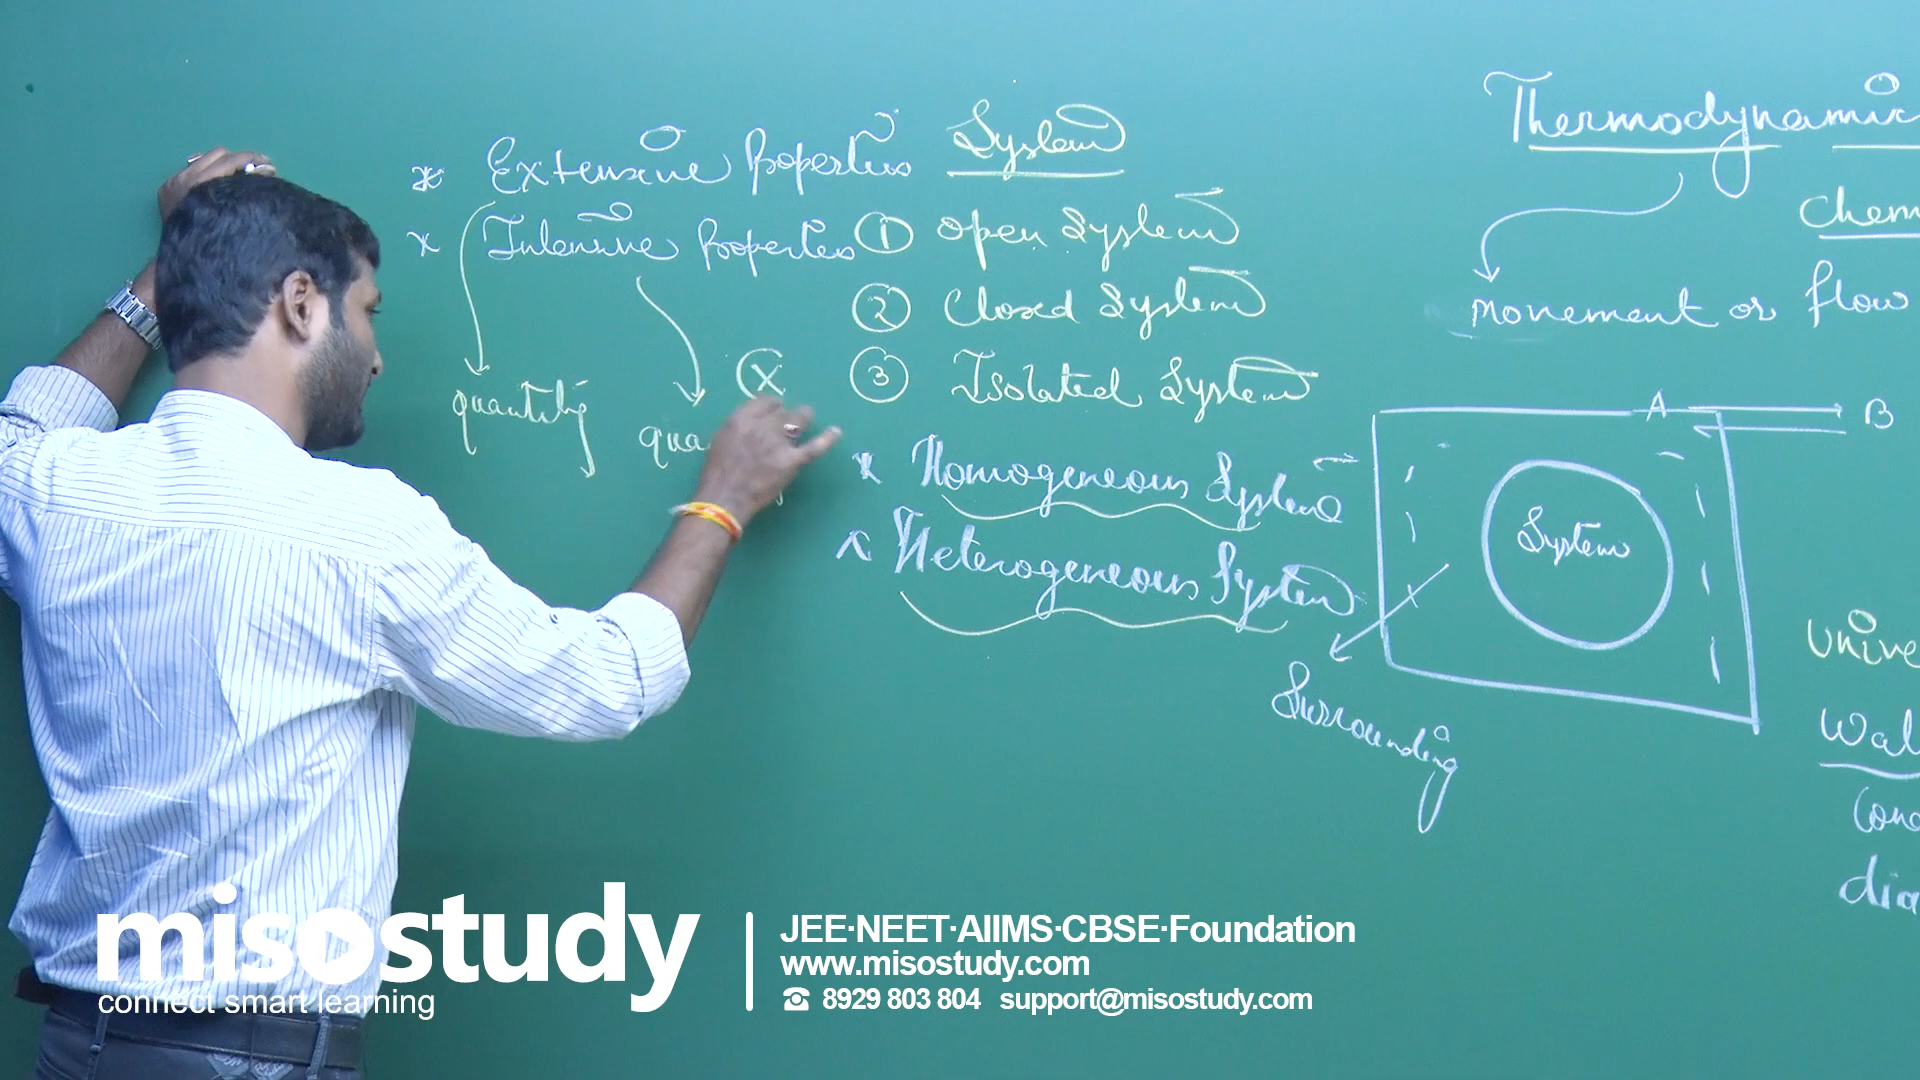 * Extensive Properties
x Intensive Properties
quantity
X
System
① Open System
② Closed System
③ Isolated System
* Homogeneous System
x Heterogeneous System
Thermodynamic
Chem
Movement or flow
A
B
System
Surrounding
Unive
Wal
Con
dia
misostudy
connect smart learning
JEE·NEET·AIIMS·CBSE·Foundation
www.misostudy.com
8929 803 804 support@misostudy.com